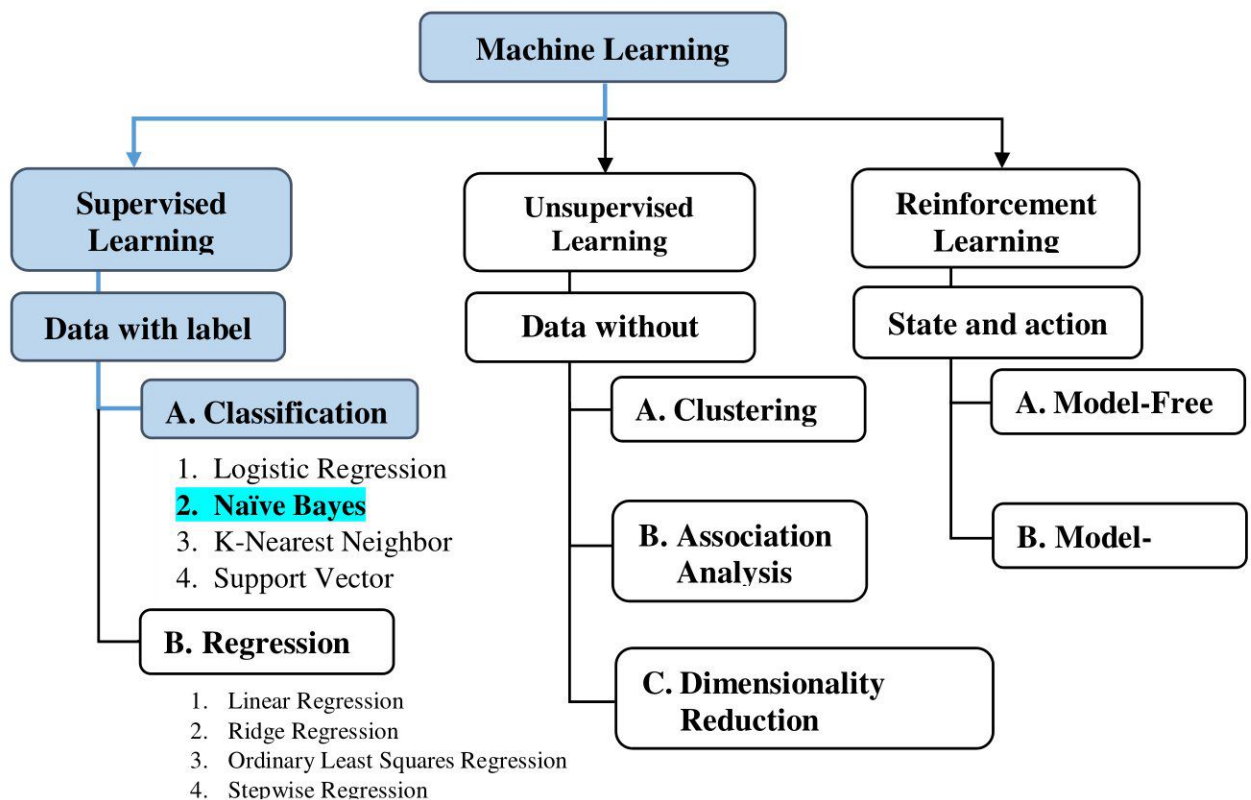 Machine Learning
Supervised
Learning
Data with label
A. Classification
1. Logistic Regression
2. Naïve Bayes
3. K-Nearest Neighbor
4. Support Vector
B. Regression
1. Linear Regression
2. Ridge Regression
3. Ordinary Least Squares Regression
4. Stepwise Regression
Unsupervised
Learning
Data without
A. Clustering
B. Association
Analysis
C. Dimensionality
Reduction
Reinforcement
Learning
State and action
A. Model-Free
B. Model-